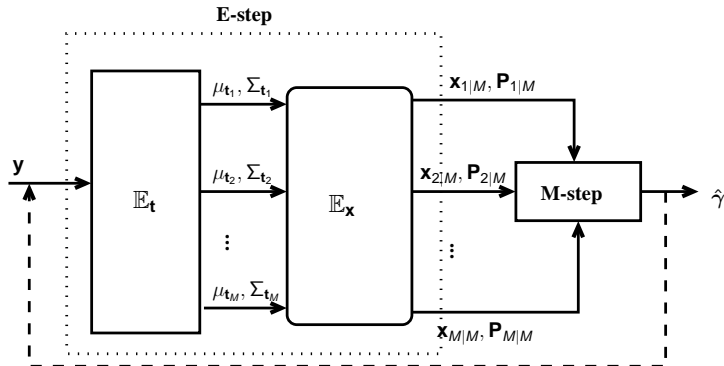 E-step
y
𝔼t
μt1, Σt1
μt2, Σt2
⋮
μtM, ΣtM
𝔼x
x1|M, P1|M
x2|M, P2|M
⋮
xM|M, PM|M
M-step
γ̂